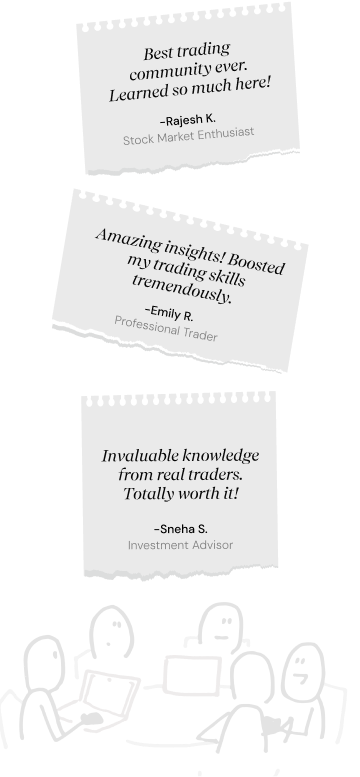 Best trading
community ever.
Learned so much here!
–Rajesh K.
Stock Market Enthusiast
Amazing insights! Boosted
my trading skills
tremendously.
–Emily R.
Professional Trader
Invaluable knowledge
from real traders.
Totally worth it!
–Sneha S.
Investment Advisor